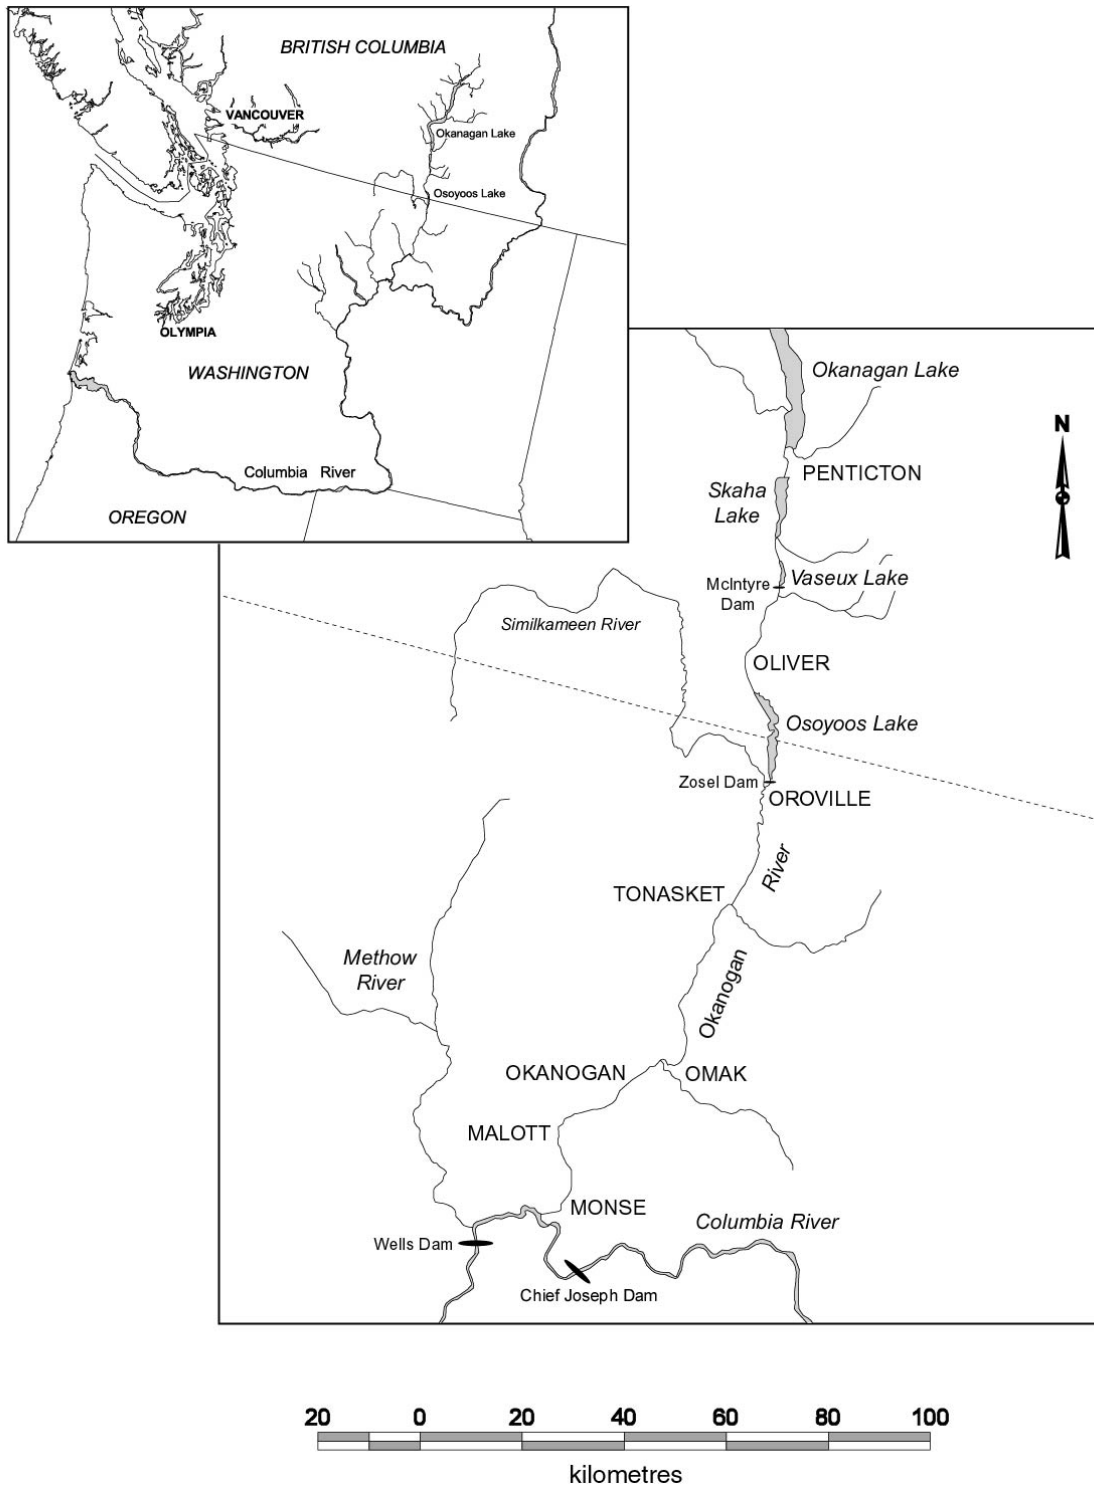 BRITISH COLUMBIA
VANCOUVER
Okanagan Lake
Osoyoos Lake
OLYMPIA
WASHINGTON
Columbia River
OREGON
Okanagan Lake
N
PENTICTON
Skaha
Lake
McIntyre
Dam
Vaseux Lake
Similkameen River
OLIVER
Osoyoos Lake
Zosel Dam
OROVILLE
River
TONASKET
Methow
River
Okanogan
OKANOGAN
OMAK
MALOTT
MONSE
Columbia River
Wells Dam
Chief Joseph Dam
20 0 20 40 60 80 100
kilometres